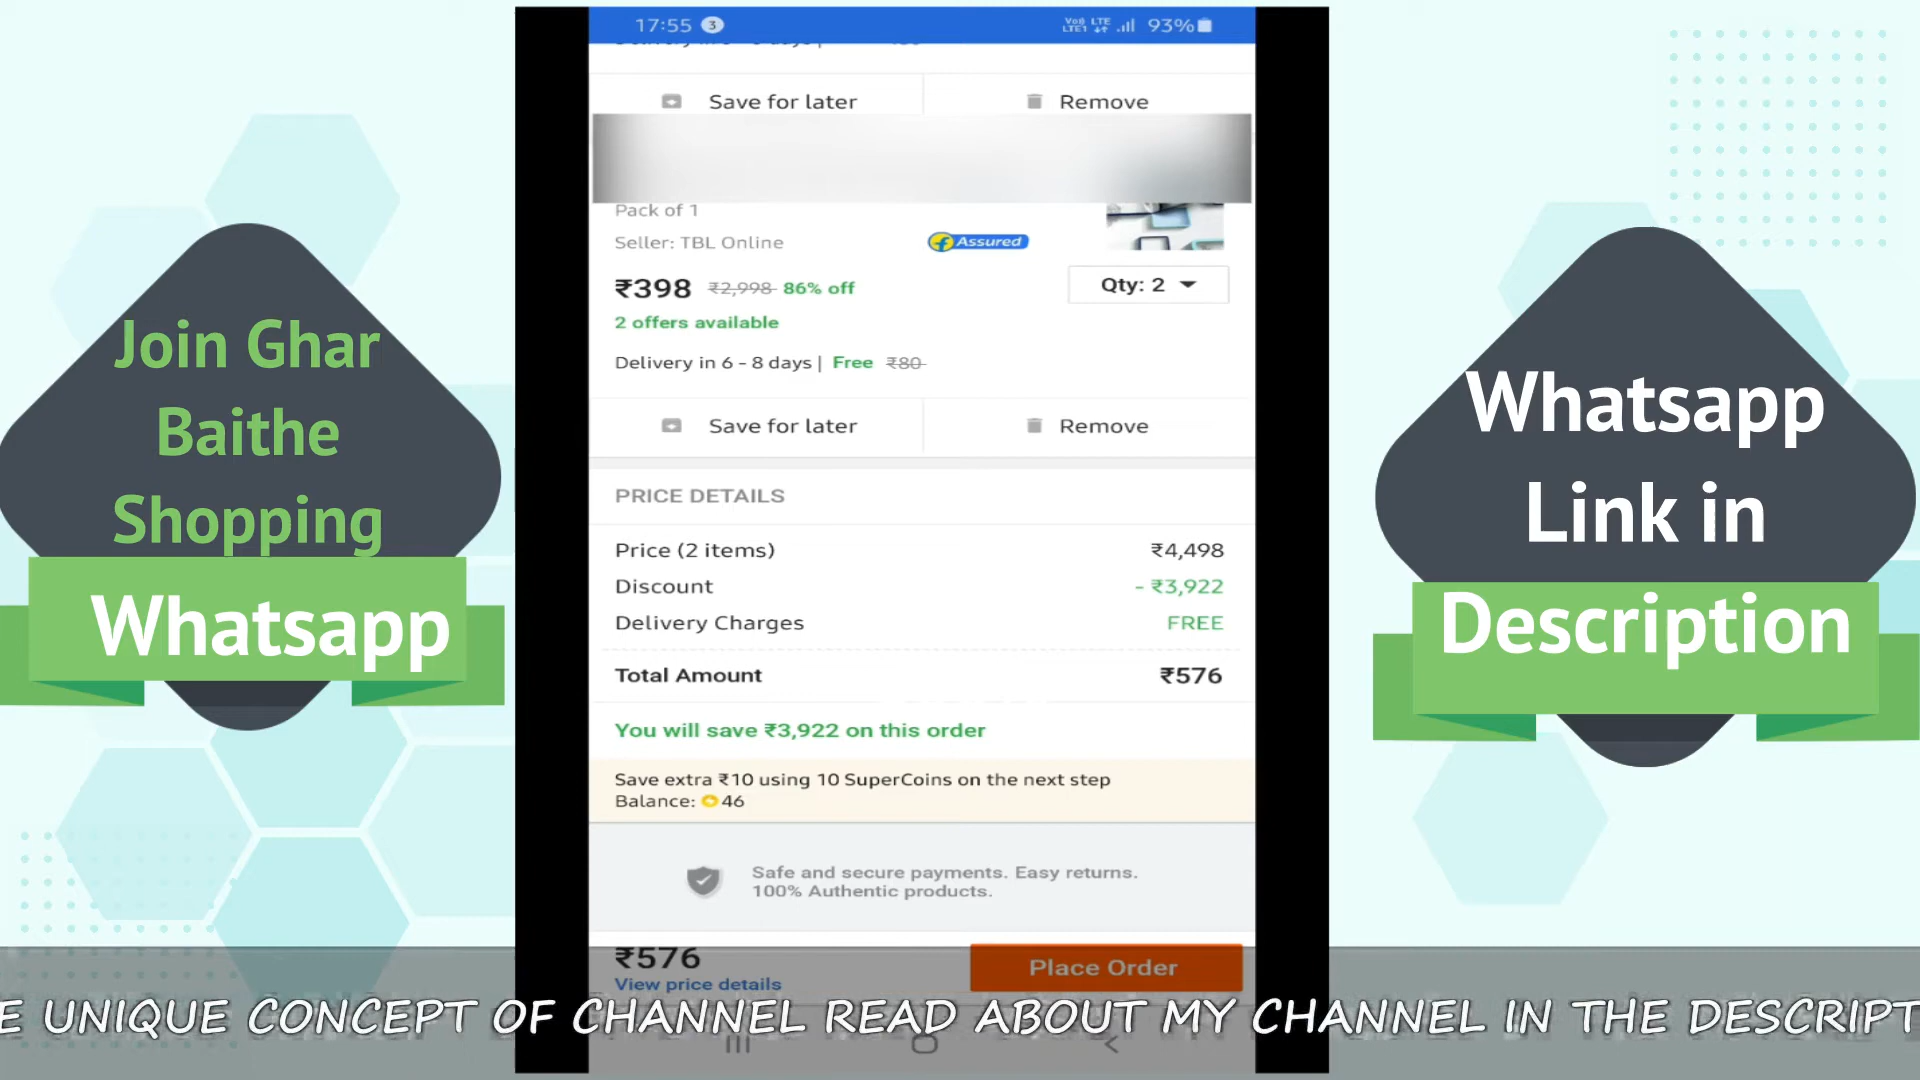 17:55 3 Vo)) LTE LTE1 93%
Save for later Remove
Pack of 1
Seller: TBL Online f Assured
₹398 ₹2,998 86% off Qty: 2
2 offers available
Delivery in 6 - 8 days | Free ₹80
Save for later Remove
PRICE DETAILS
Price (2 items) ₹4,498
Discount - ₹3,922
Delivery Charges FREE
Total Amount ₹576
You will save ₹3,922 on this order
Save extra ₹10 using 10 SuperCoins on the next step
Balance: 46
Safe and secure payments. Easy returns.
100% Authentic products.
₹576 Place Order
View price details
Join Ghar
Baithe
Shopping
Whatsapp
Whatsapp
Link in
Description
E UNIQUE CONCEPT OF CHANNEL READ ABOUT MY CHANNEL IN THE DESCRIPT